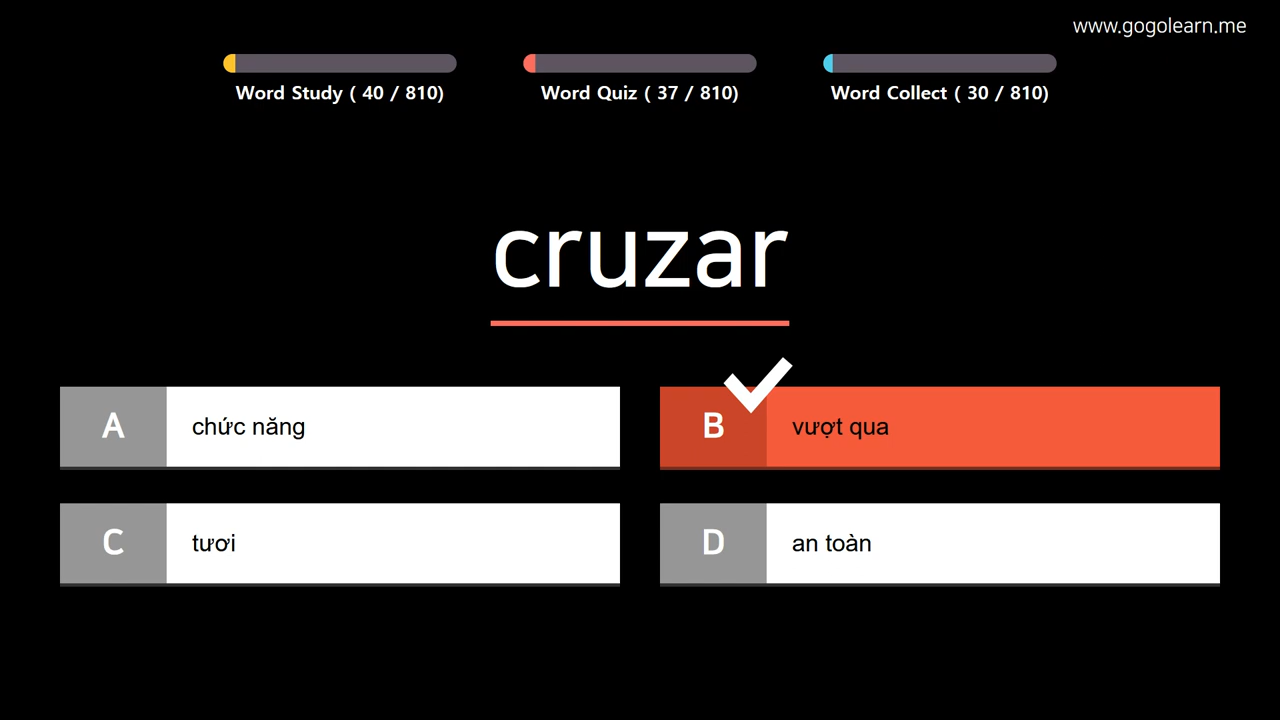 www.gogolearn.me
Word Study ( 40 / 810)
Word Quiz ( 37 / 810)
Word Collect ( 30 / 810)
cruzar
A chức năng
B vượt qua
C tươi
D an toàn